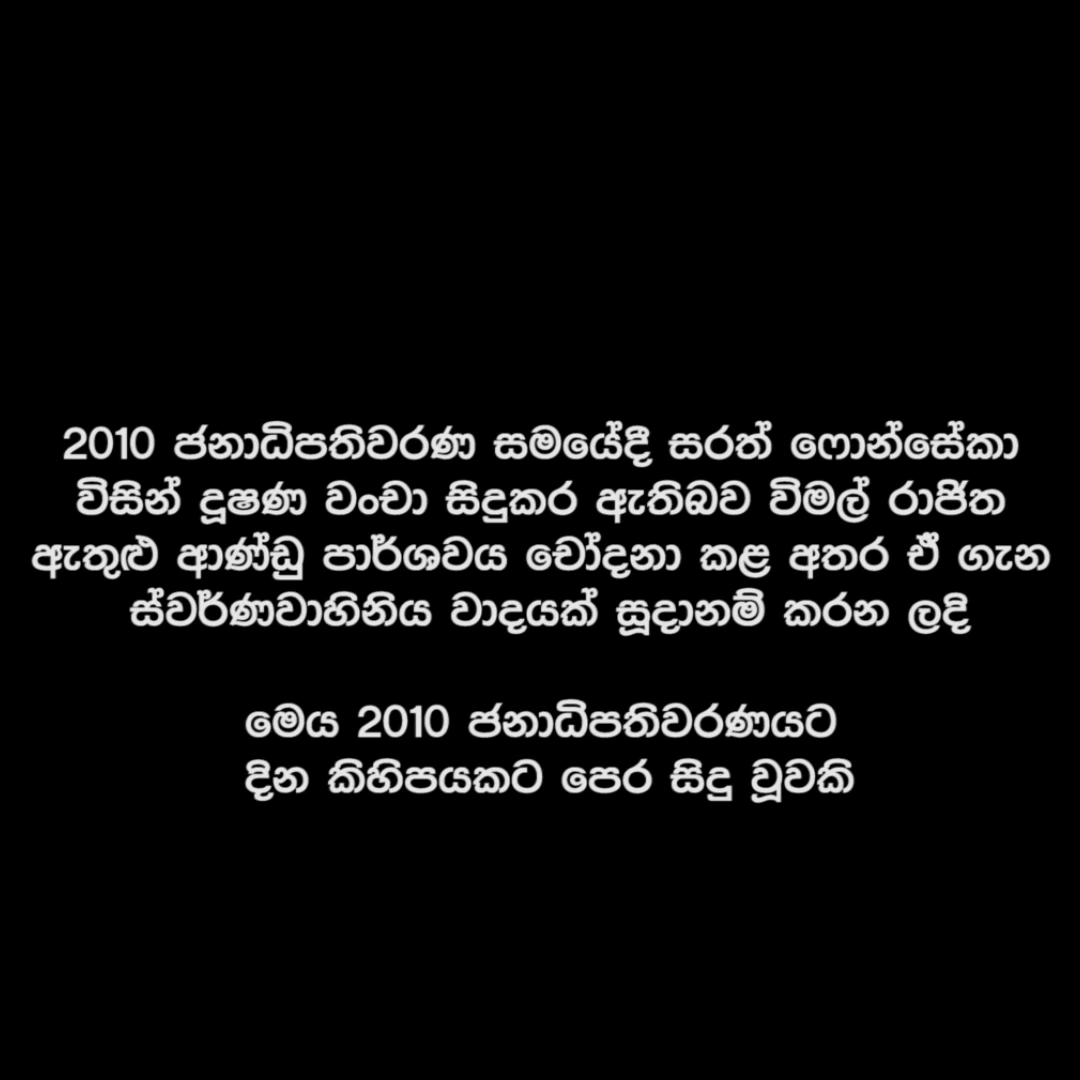 2010 ජනාධිපතිවරණ සමයේදී සරත් ෆොන්සේකා
විසින් දූෂණ වංචා සිදුකර ඇතිබව විමල් රාජිත
ඇතුළු ආණ්ඩු පාර්ශවය චෝදනා කළ අතර ඒ ගැන
ස්වර්ණවාහිනිය වාදයක් සූදානම් කරන ලදි
මෙය 2010 ජනාධිපතිවරණයට
දින කිහිපයකට පෙර සිදු වූවකි